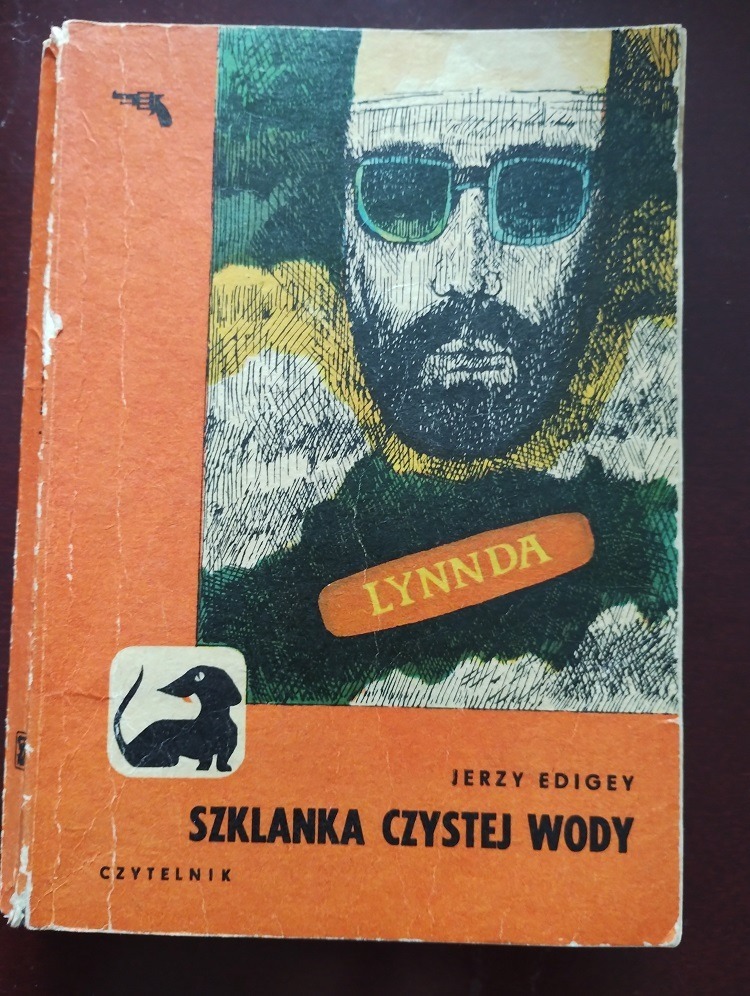 LYNNDA
JERZY EDIGEY
SZKLANKA CZYSTEJ WODY
CZYTELNIK